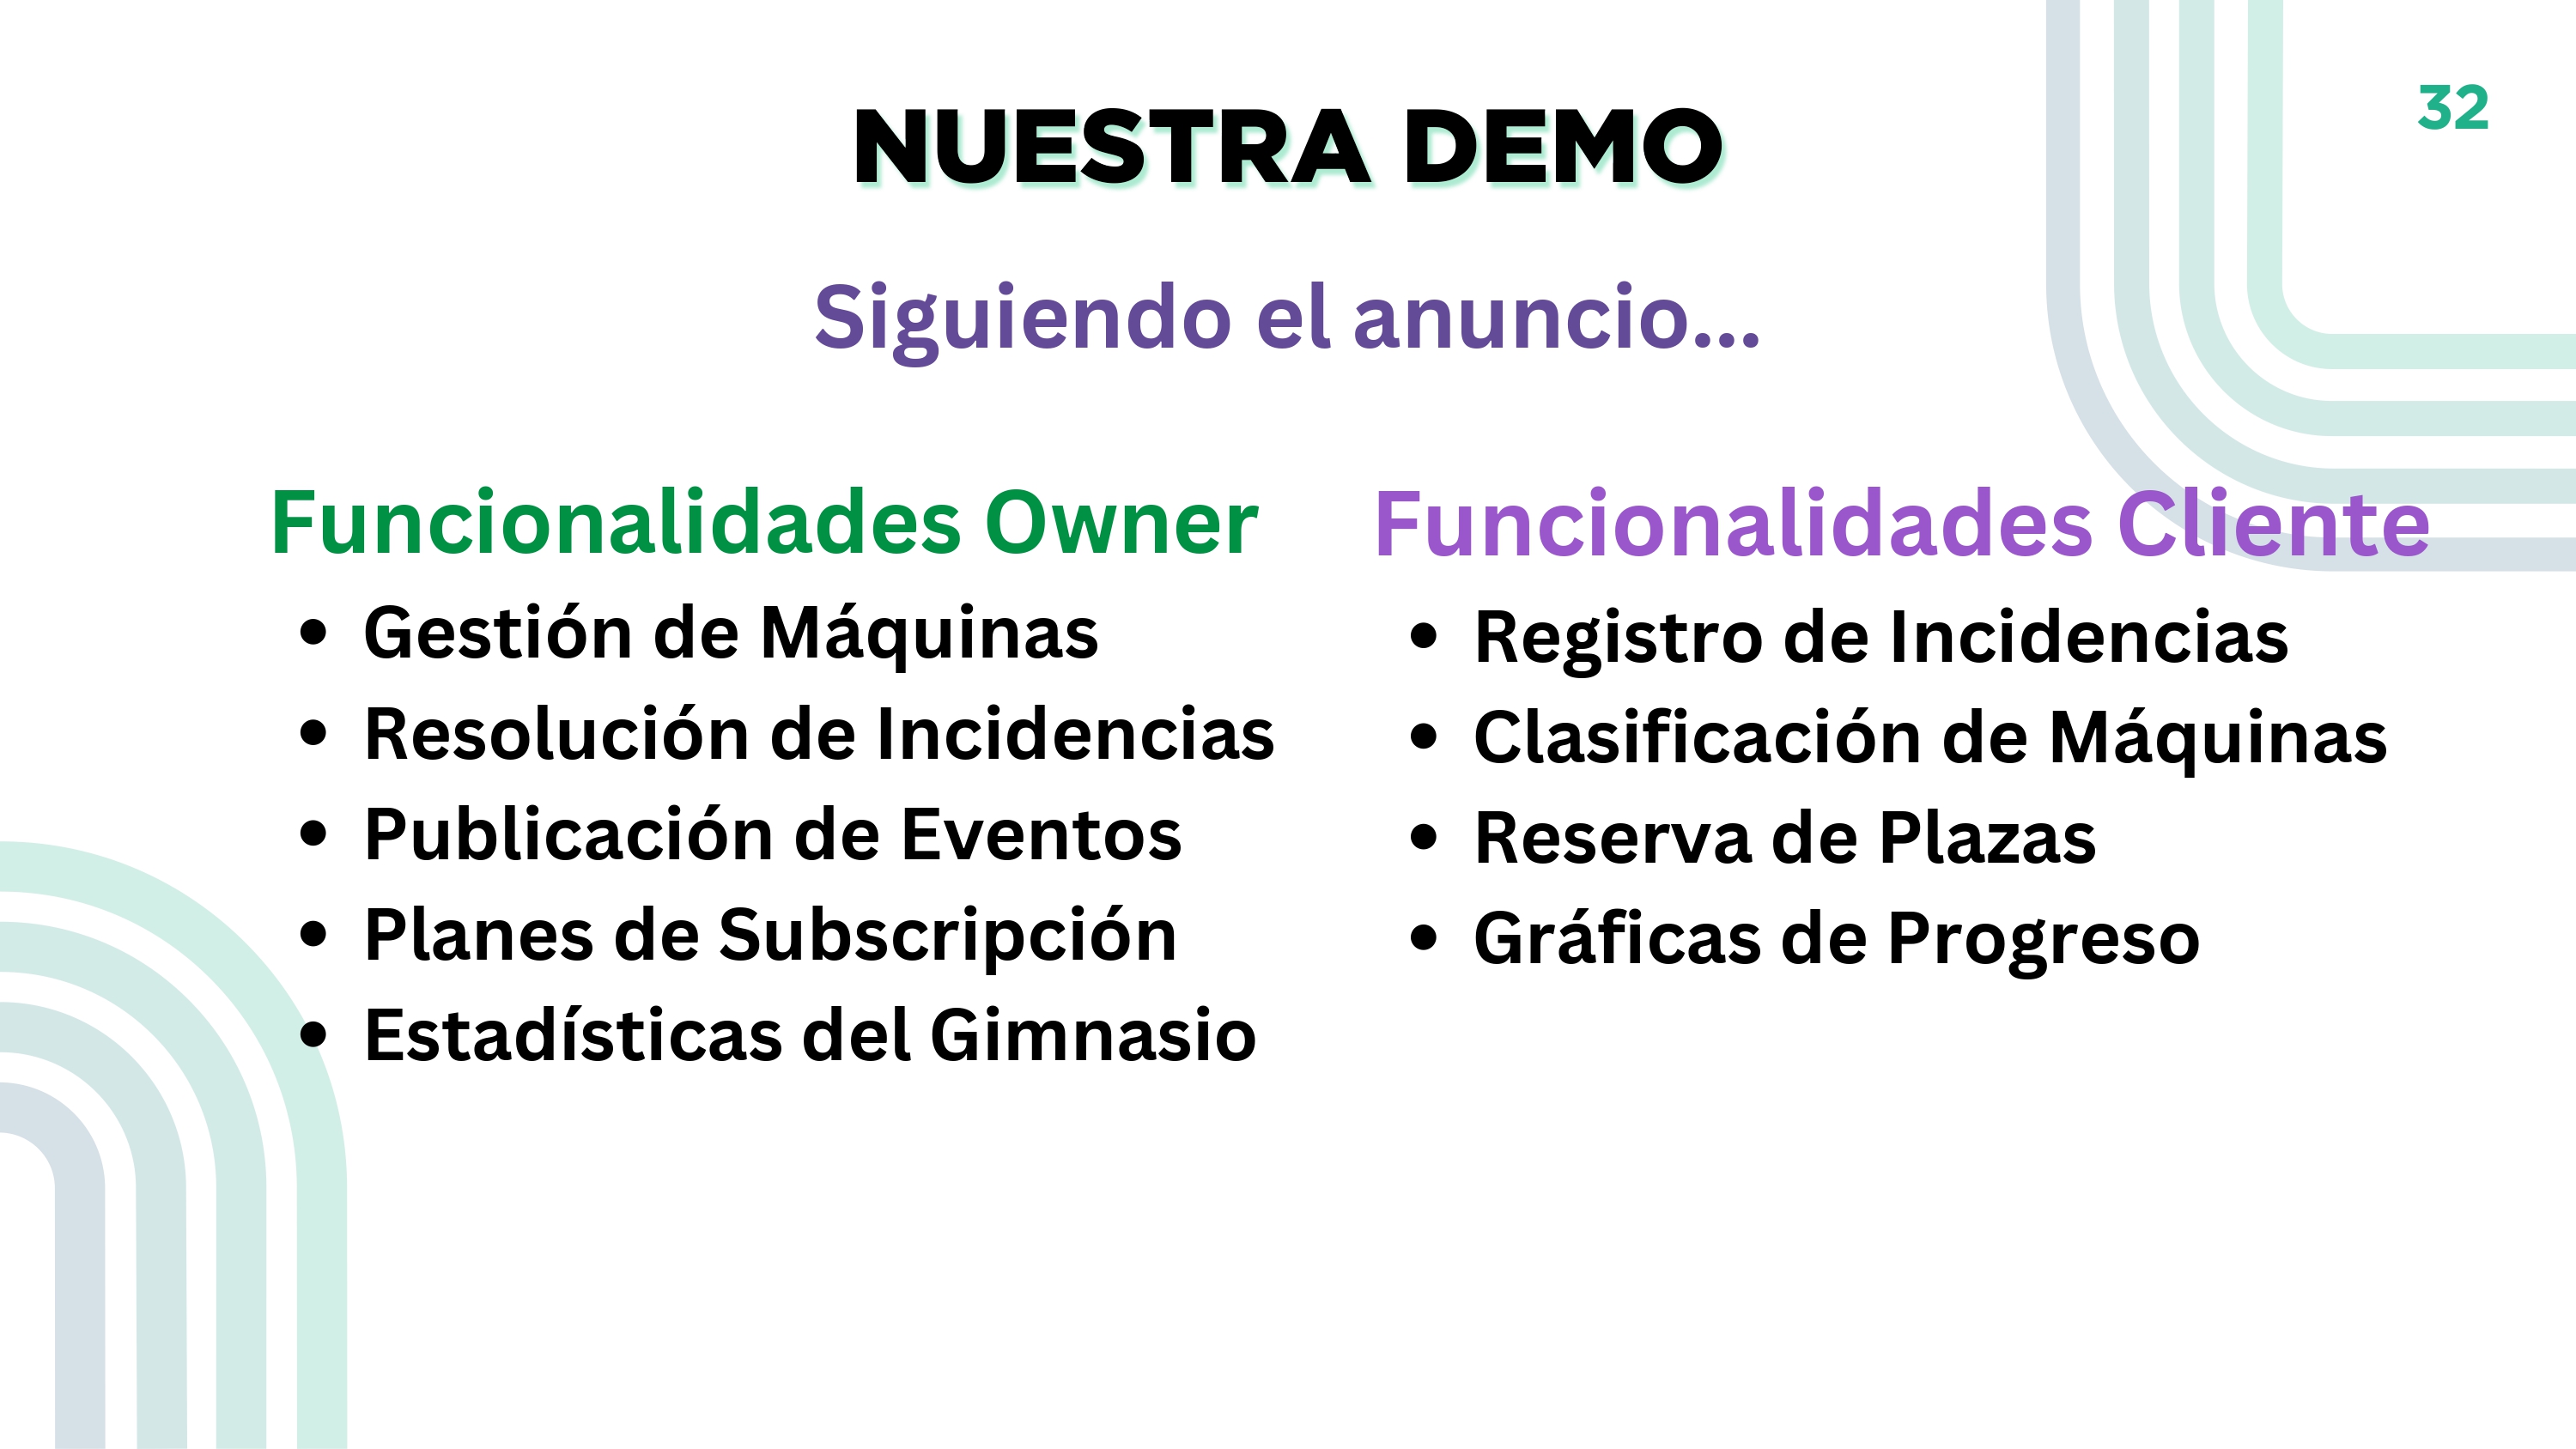 32
NUESTRA DEMO
Siguiendo el anuncio...
Funcionalidades Owner
• Gestión de Máquinas
• Resolución de Incidencias
• Publicación de Eventos
• Planes de Subscripción
• Estadísticas del Gimnasio
Funcionalidades Cliente
• Registro de Incidencias
• Clasificación de Máquinas
• Reserva de Plazas
• Gráficas de Progreso